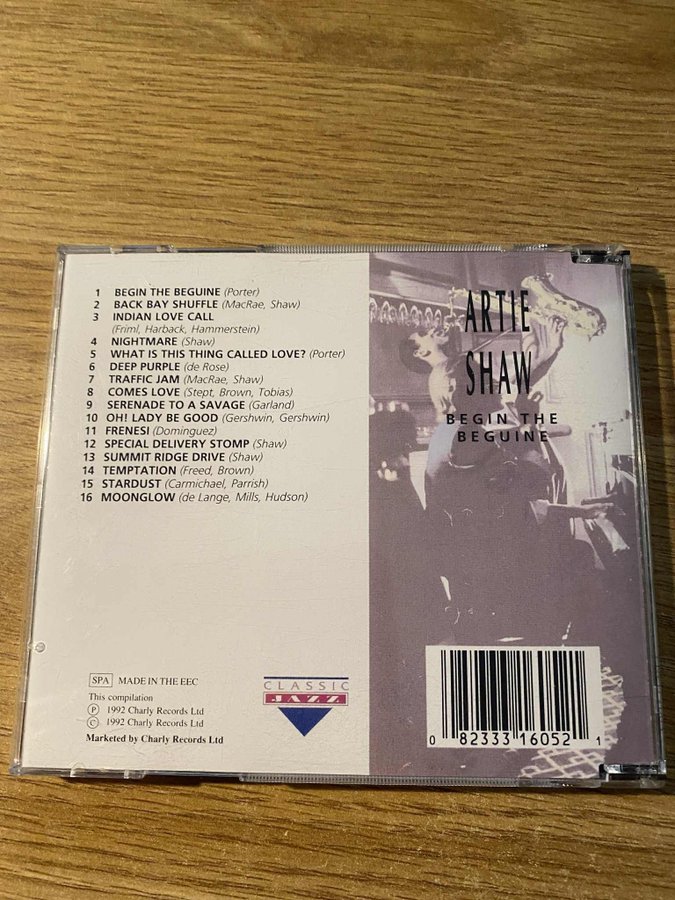 1 BEGIN THE BEGUINE (Porter)
2 BACK BAY SHUFFLE (MacRae, Shaw)
3 INDIAN LOVE CALL
(Friml, Harback, Hammerstein)
4 NIGHTMARE (Shaw)
5 WHAT IS THIS THING CALLED LOVE? (Porter)
6 DEEP PURPLE (de Rose)
7 TRAFFIC JAM (MacRae, Shaw)
8 COMES LOVE (Stept, Brown, Tobias)
9 SERENADE TO A SAVAGE (Garland)
10 OH! LADY BE GOOD (Gershwin, Gershwin)
11 FRENESI (Dominguez)
12 SPECIAL DELIVERY STOMP (Shaw)
13 SUMMIT RIDGE DRIVE (Shaw)
14 TEMPTATION (Freed, Brown)
15 STARDUST (Carmichael, Parrish)
16 MOONGLOW (de Lange, Mills, Hudson)
SPA MADE IN THE EEC
This compilation
Ⓟ 1992 Charly Records Ltd
© 1992 Charly Records Ltd
Marketed by Charly Records Ltd
CLASSIC
JAZZ
ARTIE
SHAW
BEGIN THE
BEGUINE
0 82333 16052 1